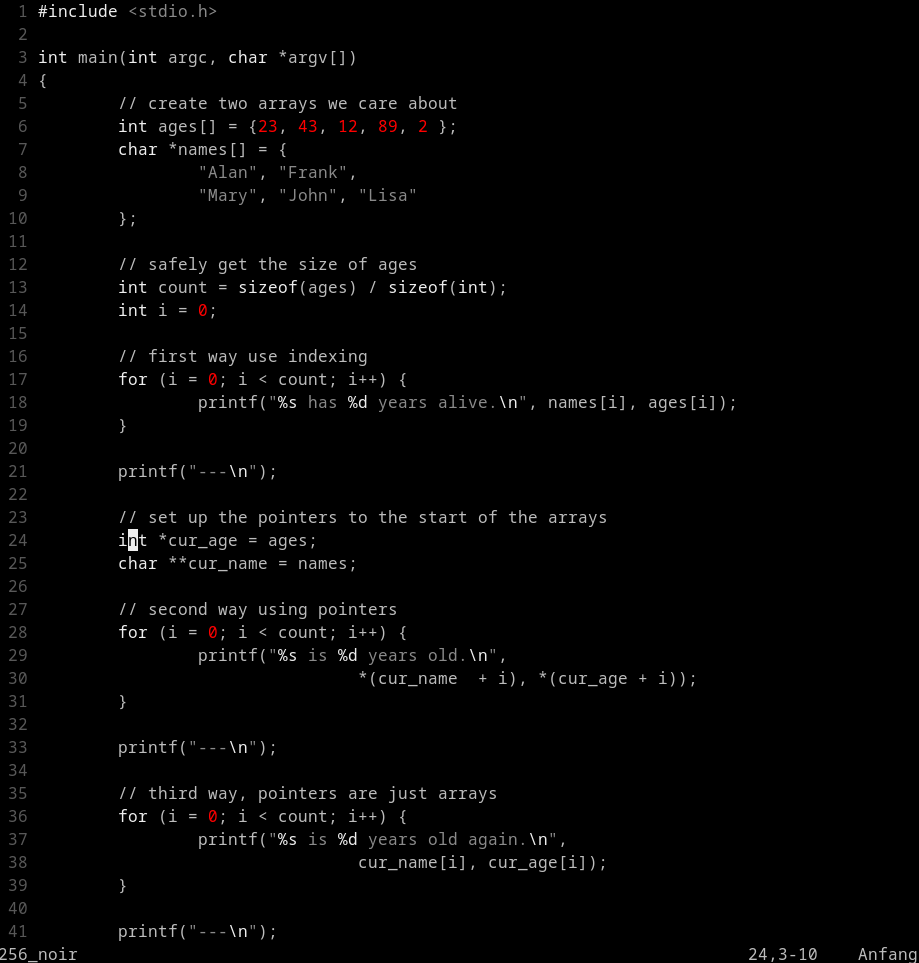 1 #include <stdio.h>
2
3 int main(int argc, char *argv[])
4 {
5         // create two arrays we care about
6         int ages[] = {23, 43, 12, 89, 2 };
7         char *names[] = {
8                 "Alan", "Frank",
9                 "Mary", "John", "Lisa"
10         };
11
12         // safely get the size of ages
13         int count = sizeof(ages) / sizeof(int);
14         int i = 0;
15
16         // first way use indexing
17         for (i = 0; i < count; i++) {
18                 printf("%s has %d years alive.\n", names[i], ages[i]);
19         }
20
21         printf("---\n");
22
23         // set up the pointers to the start of the arrays
24         int *cur_age = ages;
25         char **cur_name = names;
26
27         // second way using pointers
28         for (i = 0; i < count; i++) {
29                 printf("%s is %d years old.\n",
30                                 *(cur_name  + i), *(cur_age + i));
31         }
32
33         printf("---\n");
34
35         // third way, pointers are just arrays
36         for (i = 0; i < count; i++) {
37                 printf("%s is %d years old again.\n",
38                                 cur_name[i], cur_age[i]);
39         }
40
41         printf("---\n");
256_noir 24,3-10 Anfang